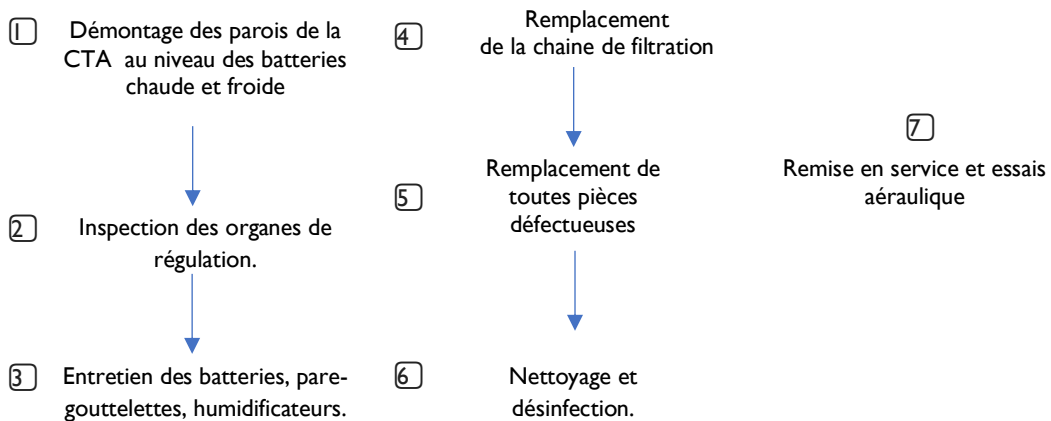 1
Démontage des parois de la
CTA au niveau des batteries
chaude et froide
2
Inspection des organes de
régulation.
3
Entretien des batteries, pare-
gouttelettes, humidificateurs.
4
Remplacement
de la chaine de filtration
5
Remplacement de
toutes pièces
défectueuses
6
Nettoyage et
désinfection.
7
Remise en service et essais
aéraulique